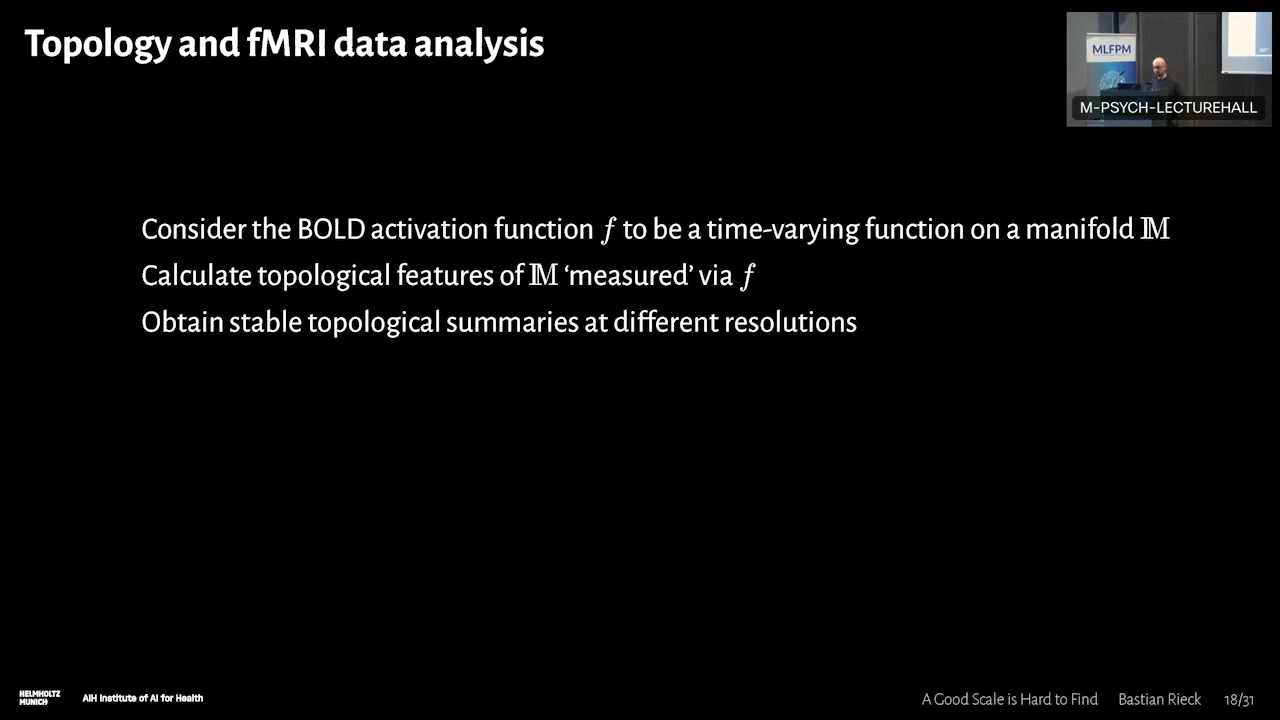 Topology and fMRI data analysis
MLFPM
M-PSYCH-LECTUREHALL
Consider the BOLD activation function f to be a time-varying function on a manifold 𝕄
Calculate topological features of 𝕄 ‘measured’ via f
Obtain stable topological summaries at different resolutions
HELMHOLTZ
MUNICH
AIH Institute of AI for Health
A Good Scale is Hard to Find Bastian Rieck 18/31